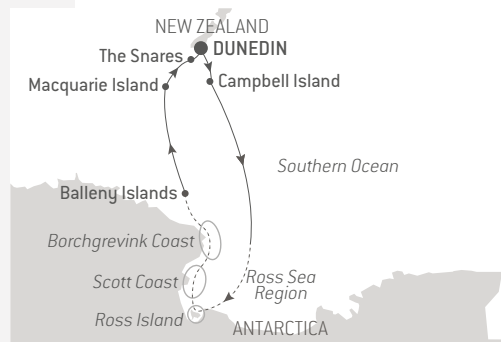 NEW ZEALAND
The Snares
DUNEDIN
Macquarie Island
Campbell Island
Southern Ocean
Balleny Islands
Borchgrevink Coast
Scott Coast
Ross Sea
Region
Ross Island
ANTARCTICA